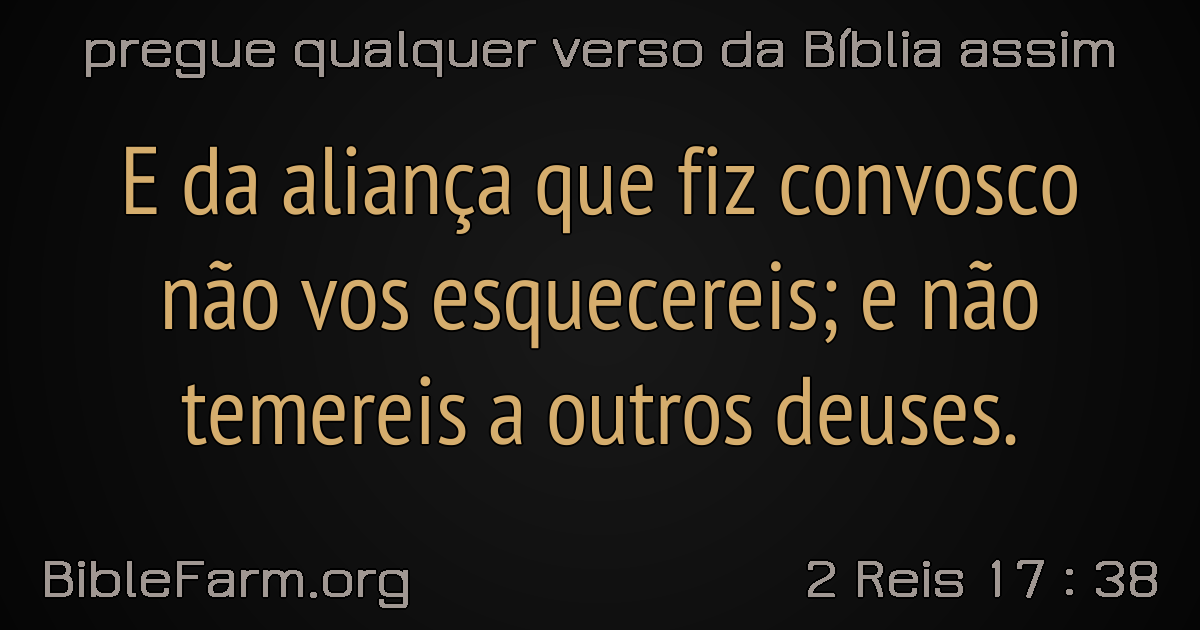 pregue qualquer verso da Bíblia assim
E da aliança que fiz convosco
não vos esquecereis; e não
temereis a outros deuses.
BibleFarm.org
2 Reis 17 : 38